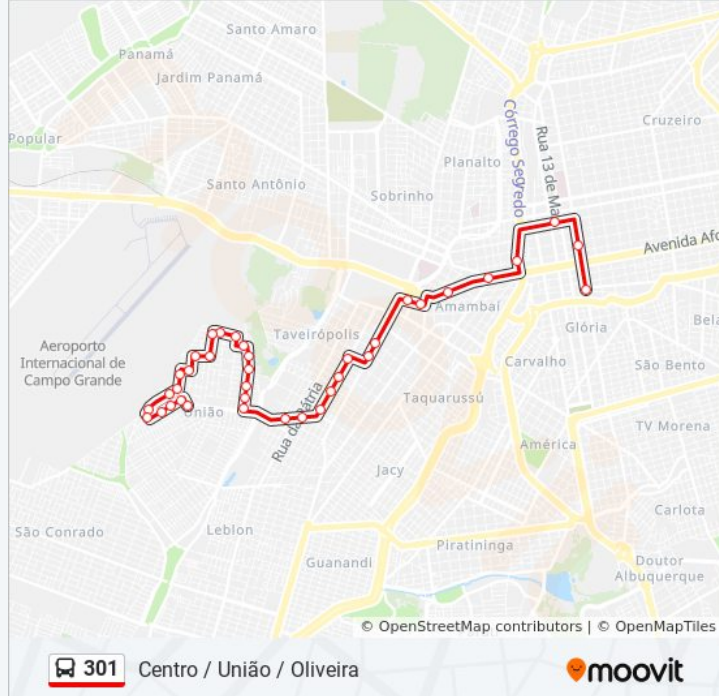 Santo Amaro
Panamá
Jardim Panamá
Cruzeiro
Popular
Córrego Segredo
Rua 13 de Ma
Planalto
Santo Antônio
Sobrinho
Avenida Afo
Amambaí
Glória
Taveirópolis
Bela
Aeroporto
Internacional de
Campo Grande
Carvalho
São Bento
Taquarussú
União
Rua da Pátria
TV Morena
América
Jacy
Carlota
São Conrado
Leblon
Piratininga
Guanandi
Doutor
Albuquerque
© OpenStreetMap contributors | © OpenMapTiles
301 Centro / União / Oliveira
moovit